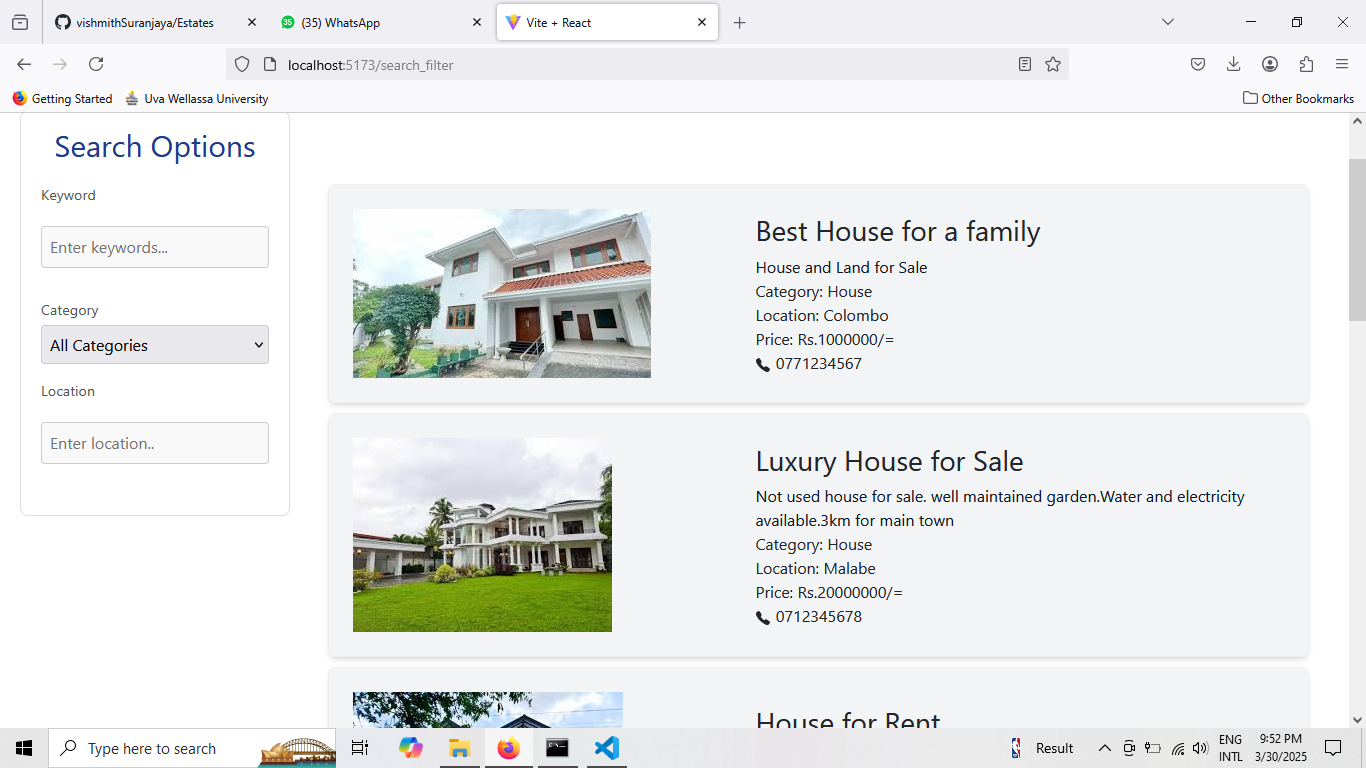 vishmithSuranjaya/Estates
(35) WhatsApp
Vite + React
localhost:5173/search_filter
Getting Started
Uva Wellassa University
Other Bookmarks
Search Options
Keyword
Enter keywords...
Category
All Categories
Location
Enter location..
Best House for a family
House and Land for Sale
Category: House
Location: Colombo
Price: Rs.1000000/=
0771234567
Luxury House for Sale
Not used house for sale. well maintained garden.Water and electricity
available.3km for main town
Category: House
Location: Malabe
Price: Rs.20000000/=
0712345678
House for Rent
Type here to search
Result
ENG
INTL
9:52 PM
3/30/2025